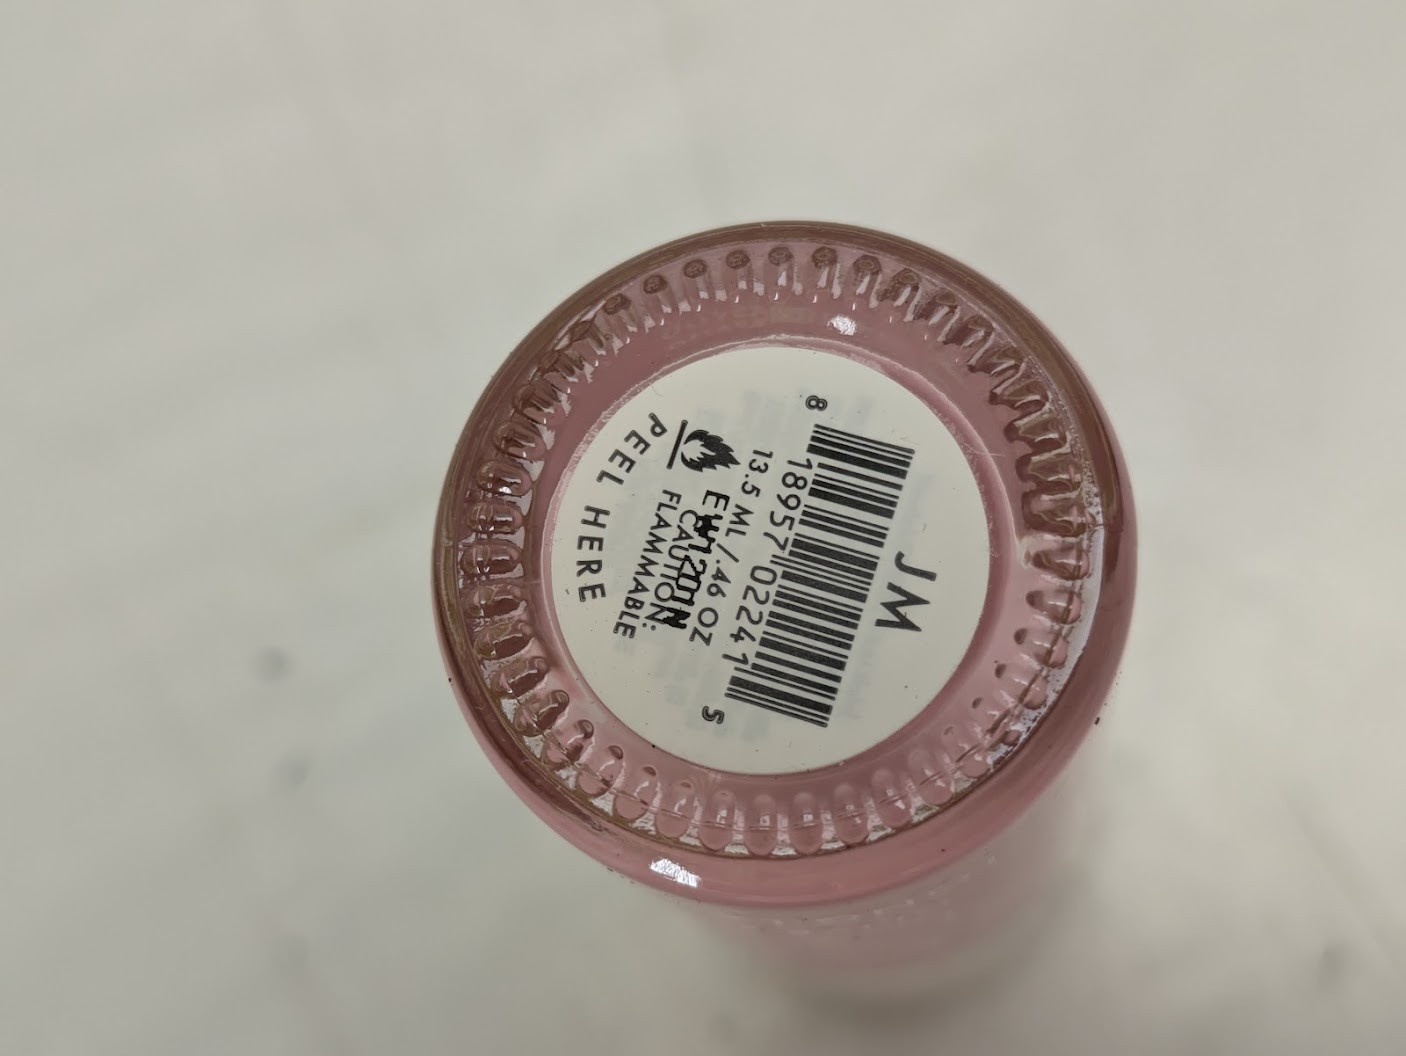 JM
8 18957 02241 5
13.5 ML / .46 OZ
CAUTION:
FLAMMABLE
PEEL HERE